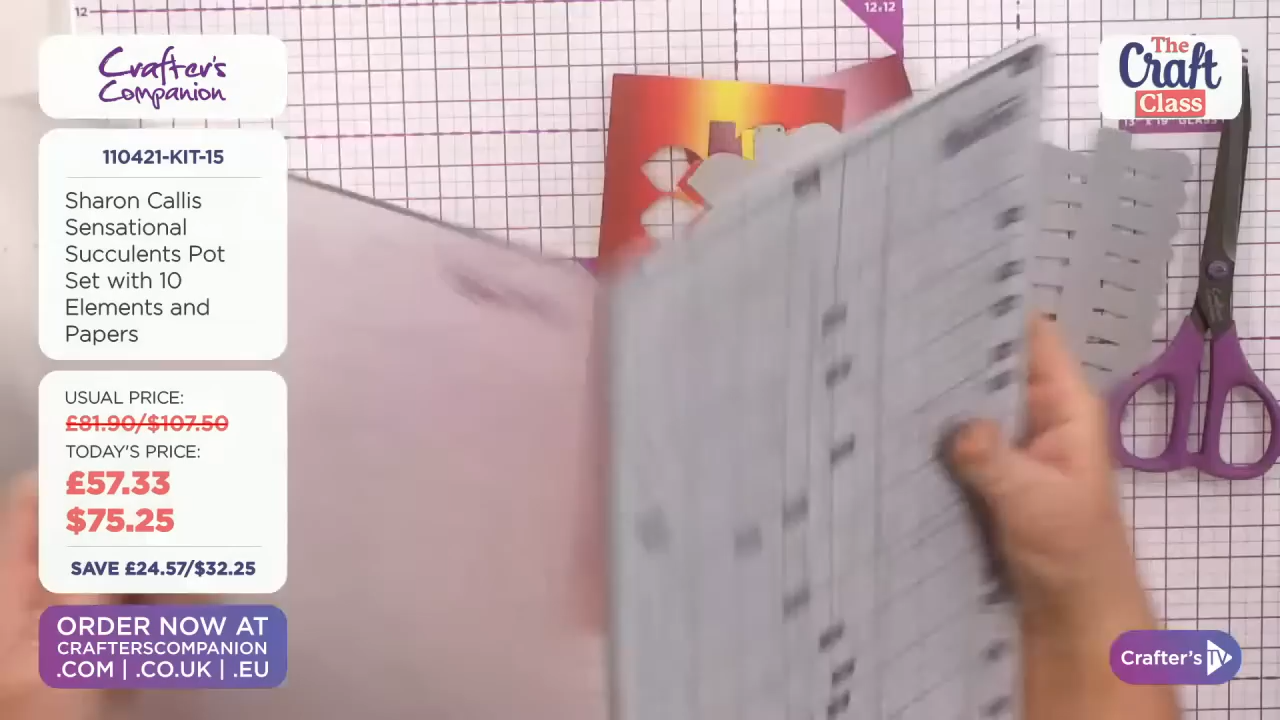 12
12x12
Crafter's
Companion
The
Craft
Class
110421-KIT-15
Sharon Callis
Sensational
Succulents Pot
Set with 10
Elements and
Papers
USUAL PRICE:
£81.90/$107.50
TODAY'S PRICE:
£57.33
$75.25
SAVE £24.57/$32.25
ORDER NOW AT
CRAFTERSCOMPANION
.COM | .CO.UK | .EU
Crafter's TV